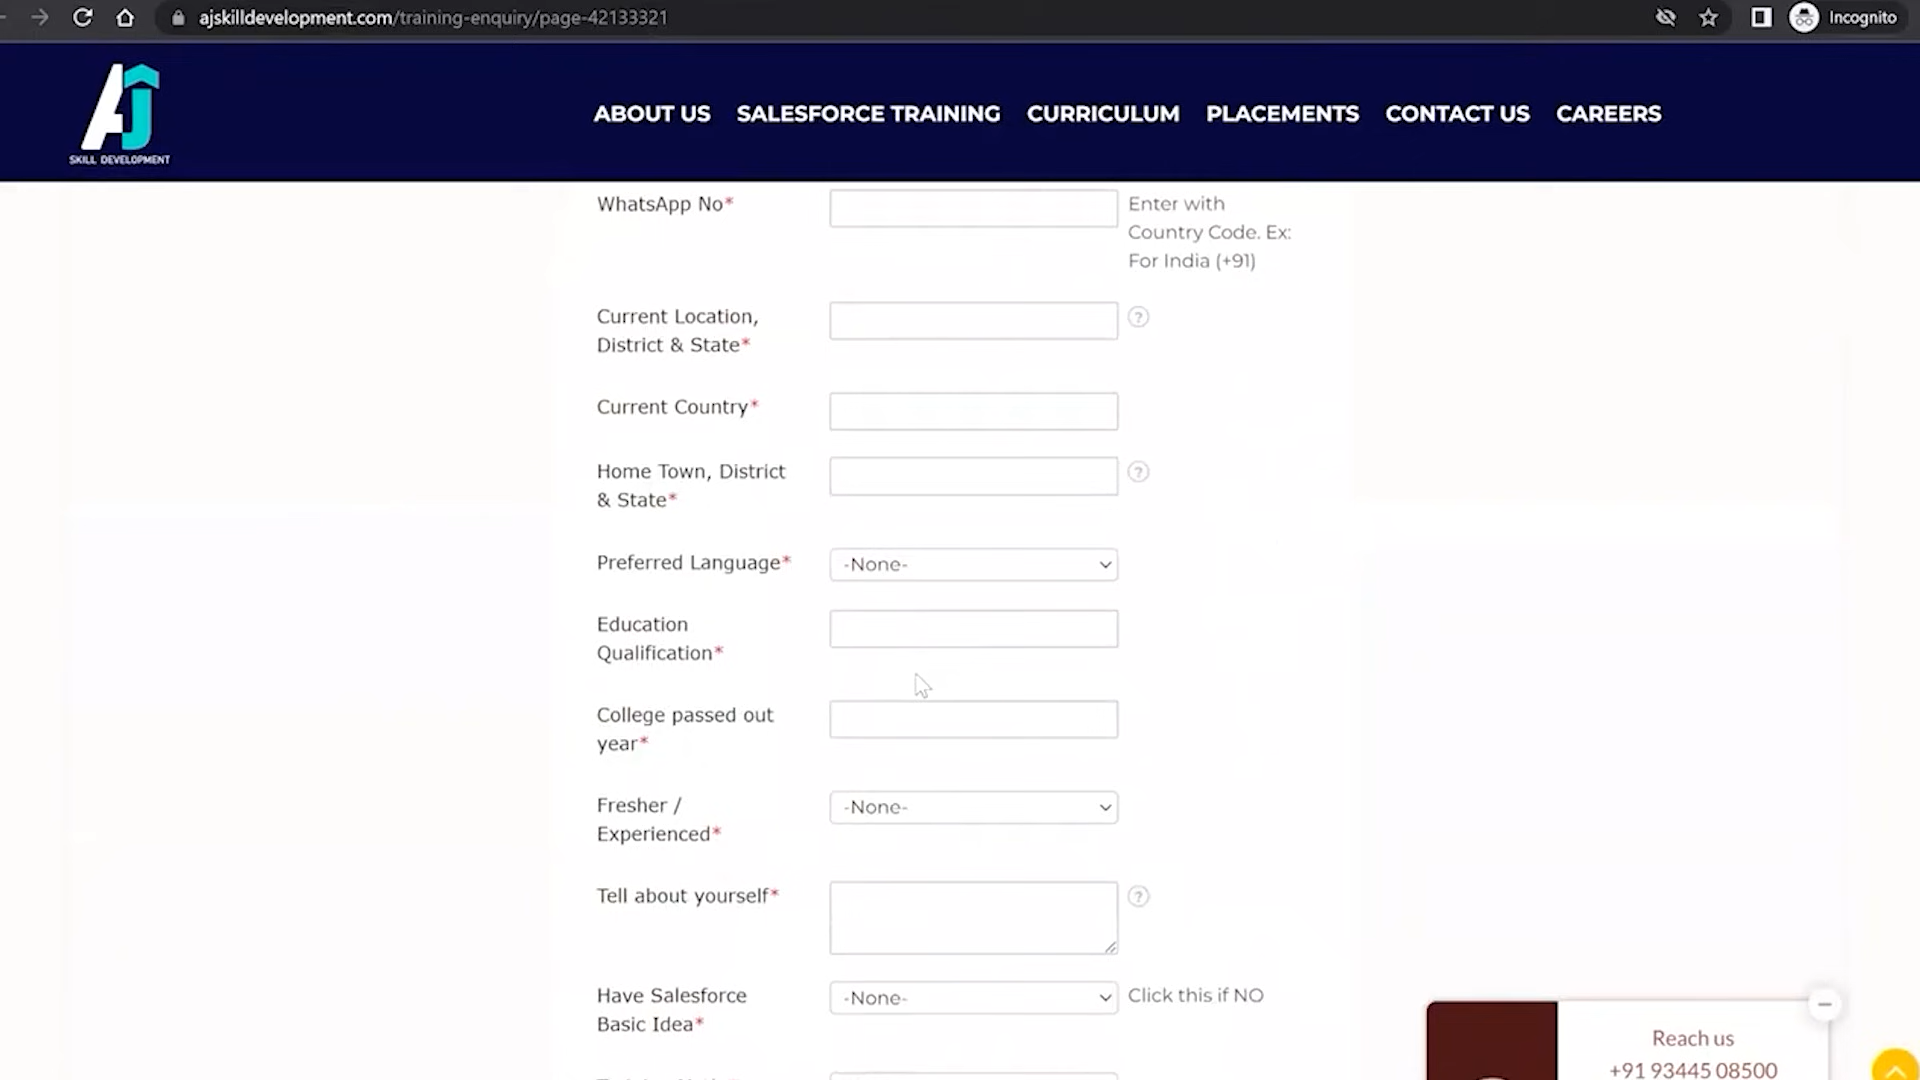 ajskilldevelopment.com/training-enquiry/page-42133321
Incognito
AJ
SKILL DEVELOPMENT
ABOUT US SALESFORCE TRAINING CURRICULUM PLACEMENTS CONTACT US CAREERS
WhatsApp No*
Enter with
Country Code. Ex:
For India (+91)
Current Location,
District & State*
?
Current Country*
Home Town, District
& State*
?
Preferred Language*
-None-
Education
Qualification*
College passed out
year*
Fresher /
Experienced*
-None-
Tell about yourself*
?
Have Salesforce
Basic Idea*
-None-
Click this if NO
Reach us
+91 93445 08500